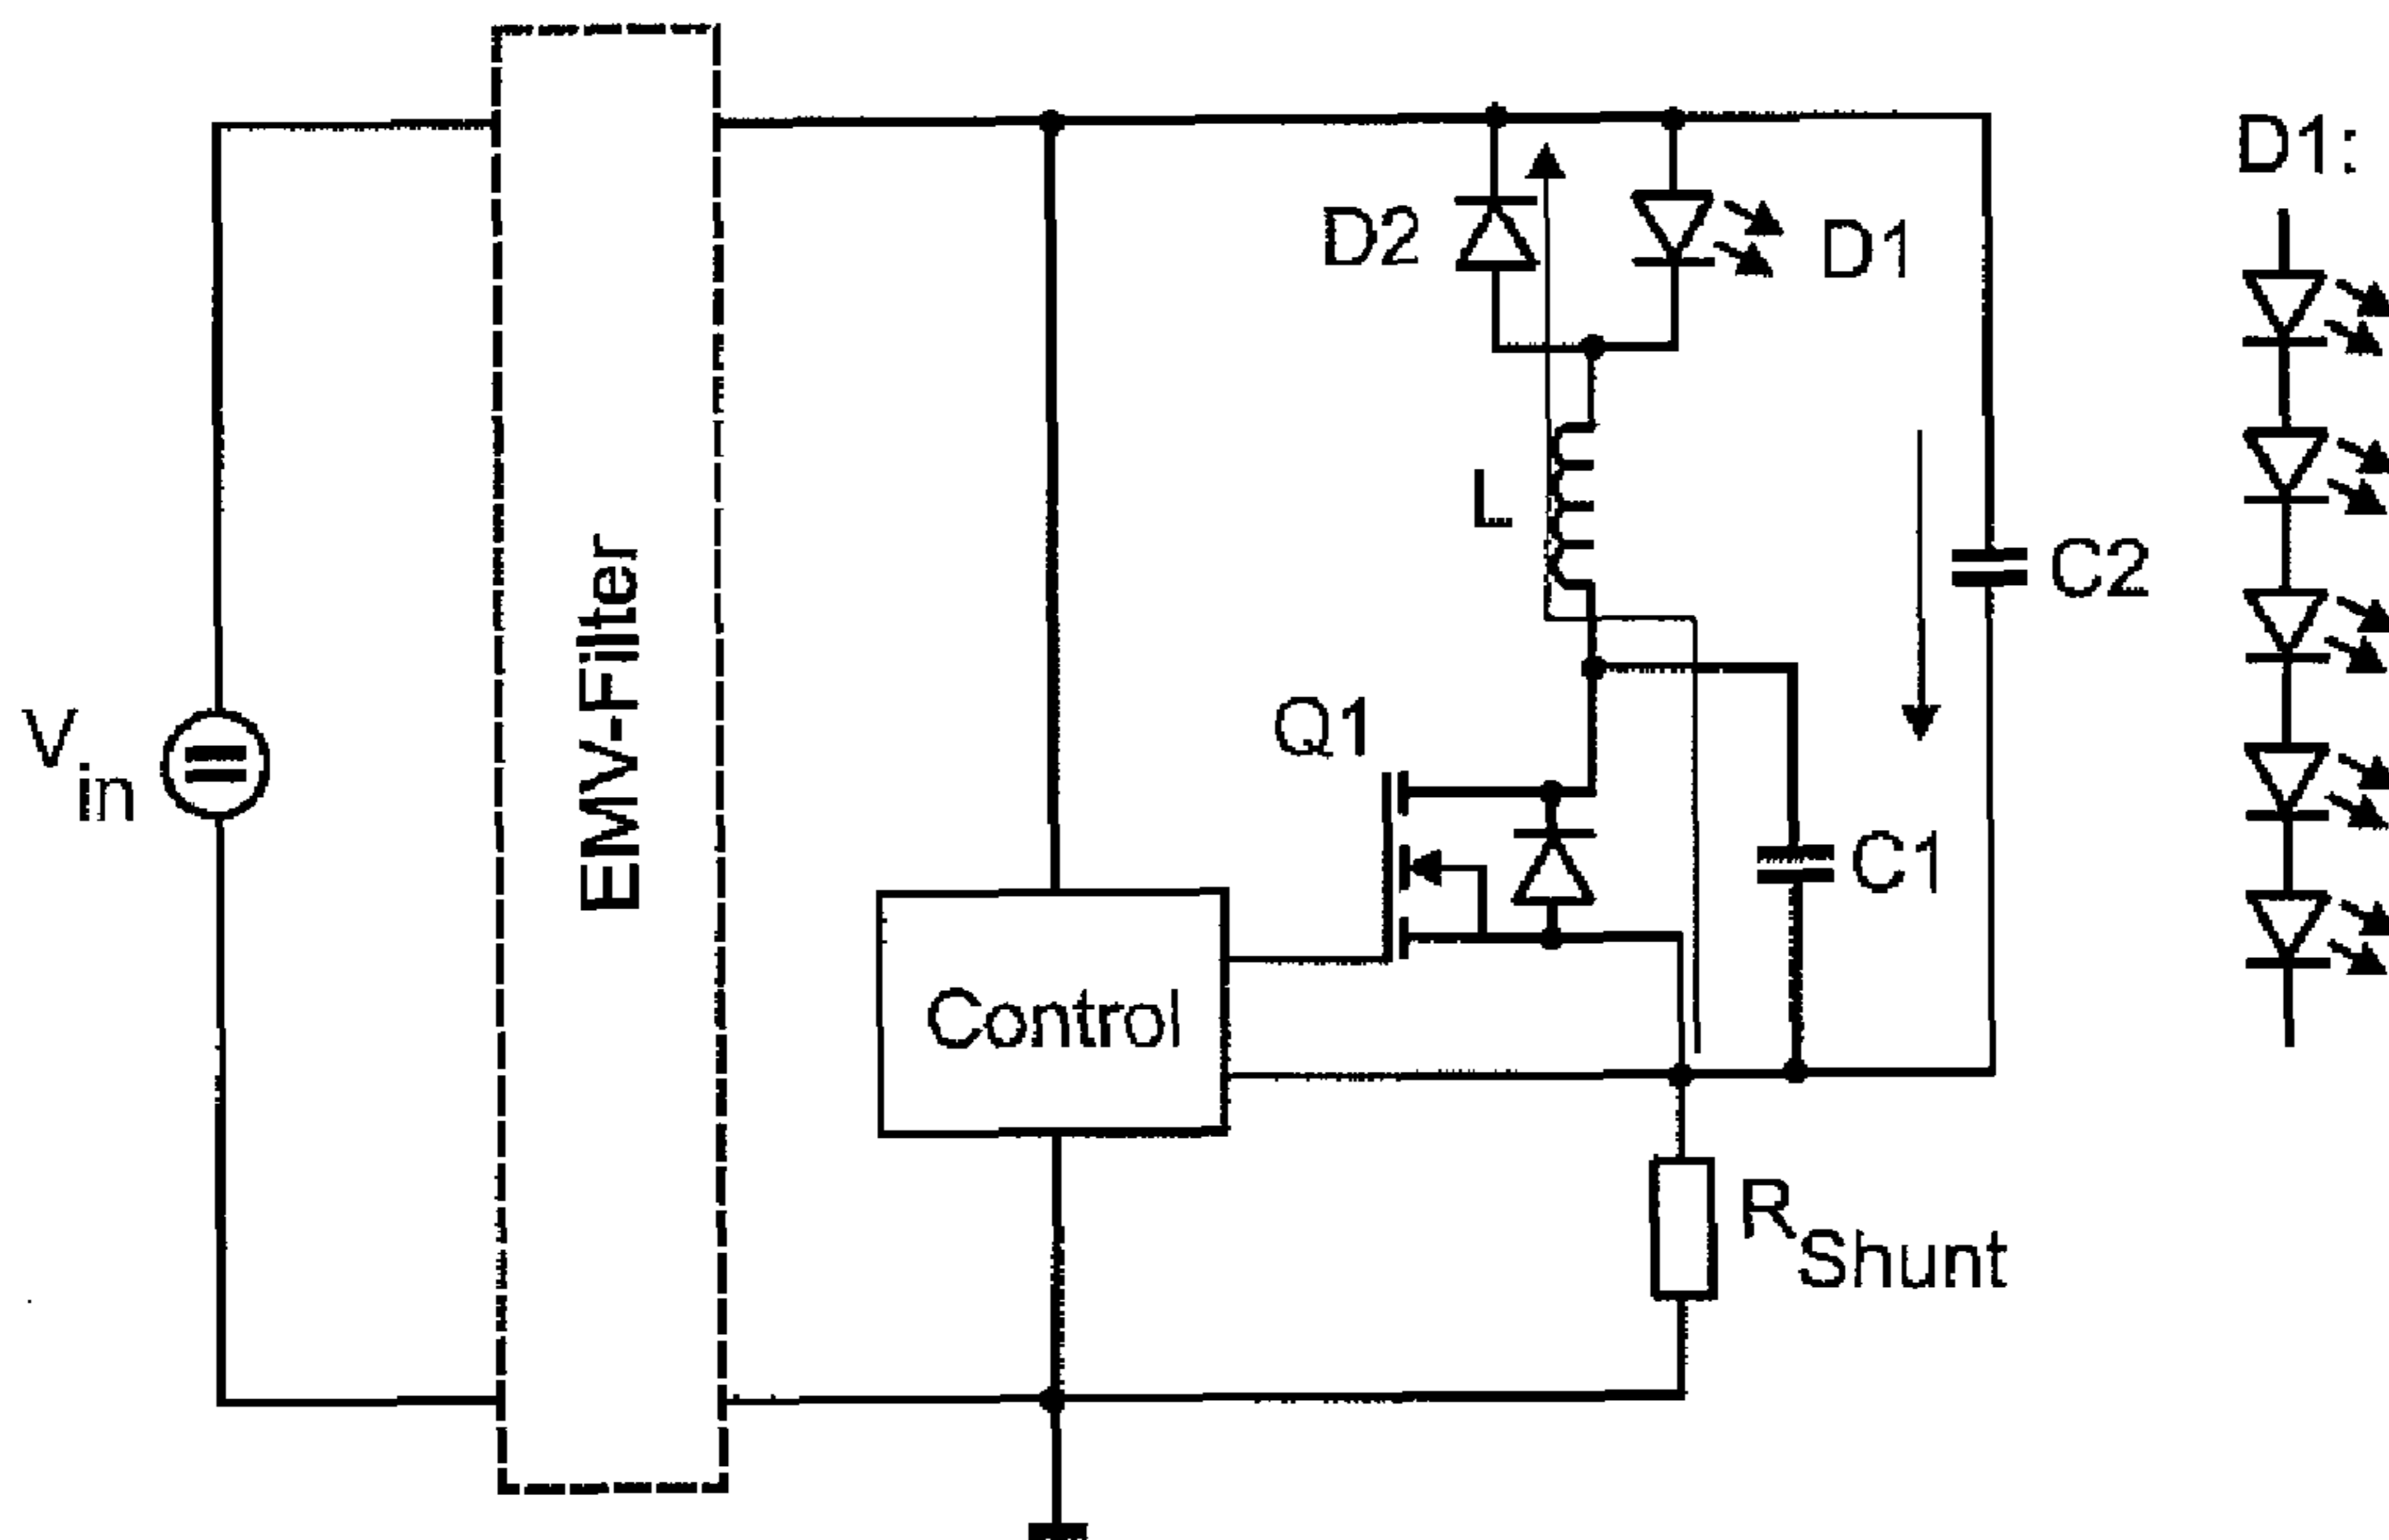 D1:
D2
D1
L
C2
EMV-Filter
V in
Q1
C1
Control
R Shunt